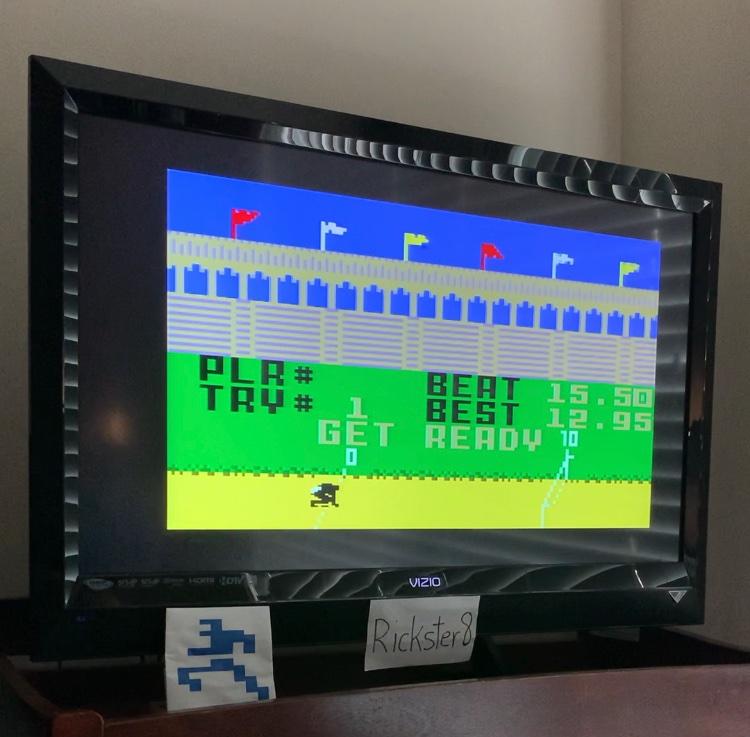 PLR# BEAT 15.50
TRY# 1 BEST 12.95
GET READY
0 10
VIZIO
Rickster8